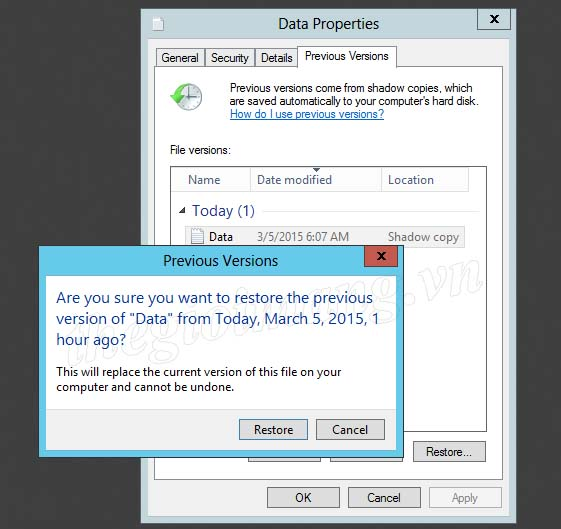 Data Properties
x
General
Security
Details
Previous Versions
Previous versions come from shadow copies, which
are saved automatically to your computer's hard disk.
How do I use previous versions?
File versions:
Name
Date modified
Location
Today (1)
Data
3/5/2015 6:07 AM
Shadow copy
Previous Versions
x
Are you sure you want to restore the previous
version of "Data" from Today, March 5, 2015, 1
hour ago?
This will replace the current version of this file on your
computer and cannot be undone.
Restore
Cancel
Restore...
OK
Cancel
Apply
thegioimang.vn